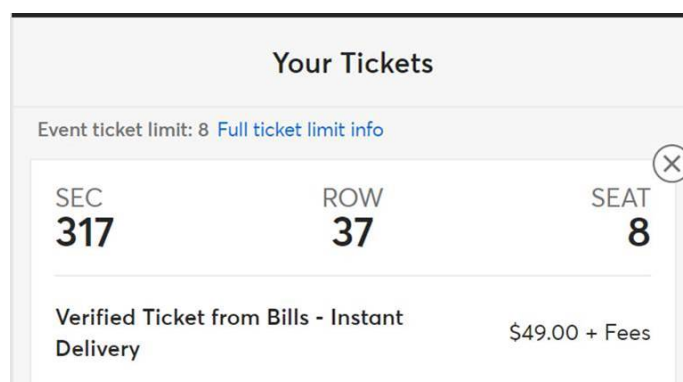 Your Tickets
Event ticket limit: 8 Full ticket limit info
SEC ROW SEAT
317 37 8
Verified Ticket from Bills - Instant $49.00 + Fees
Delivery